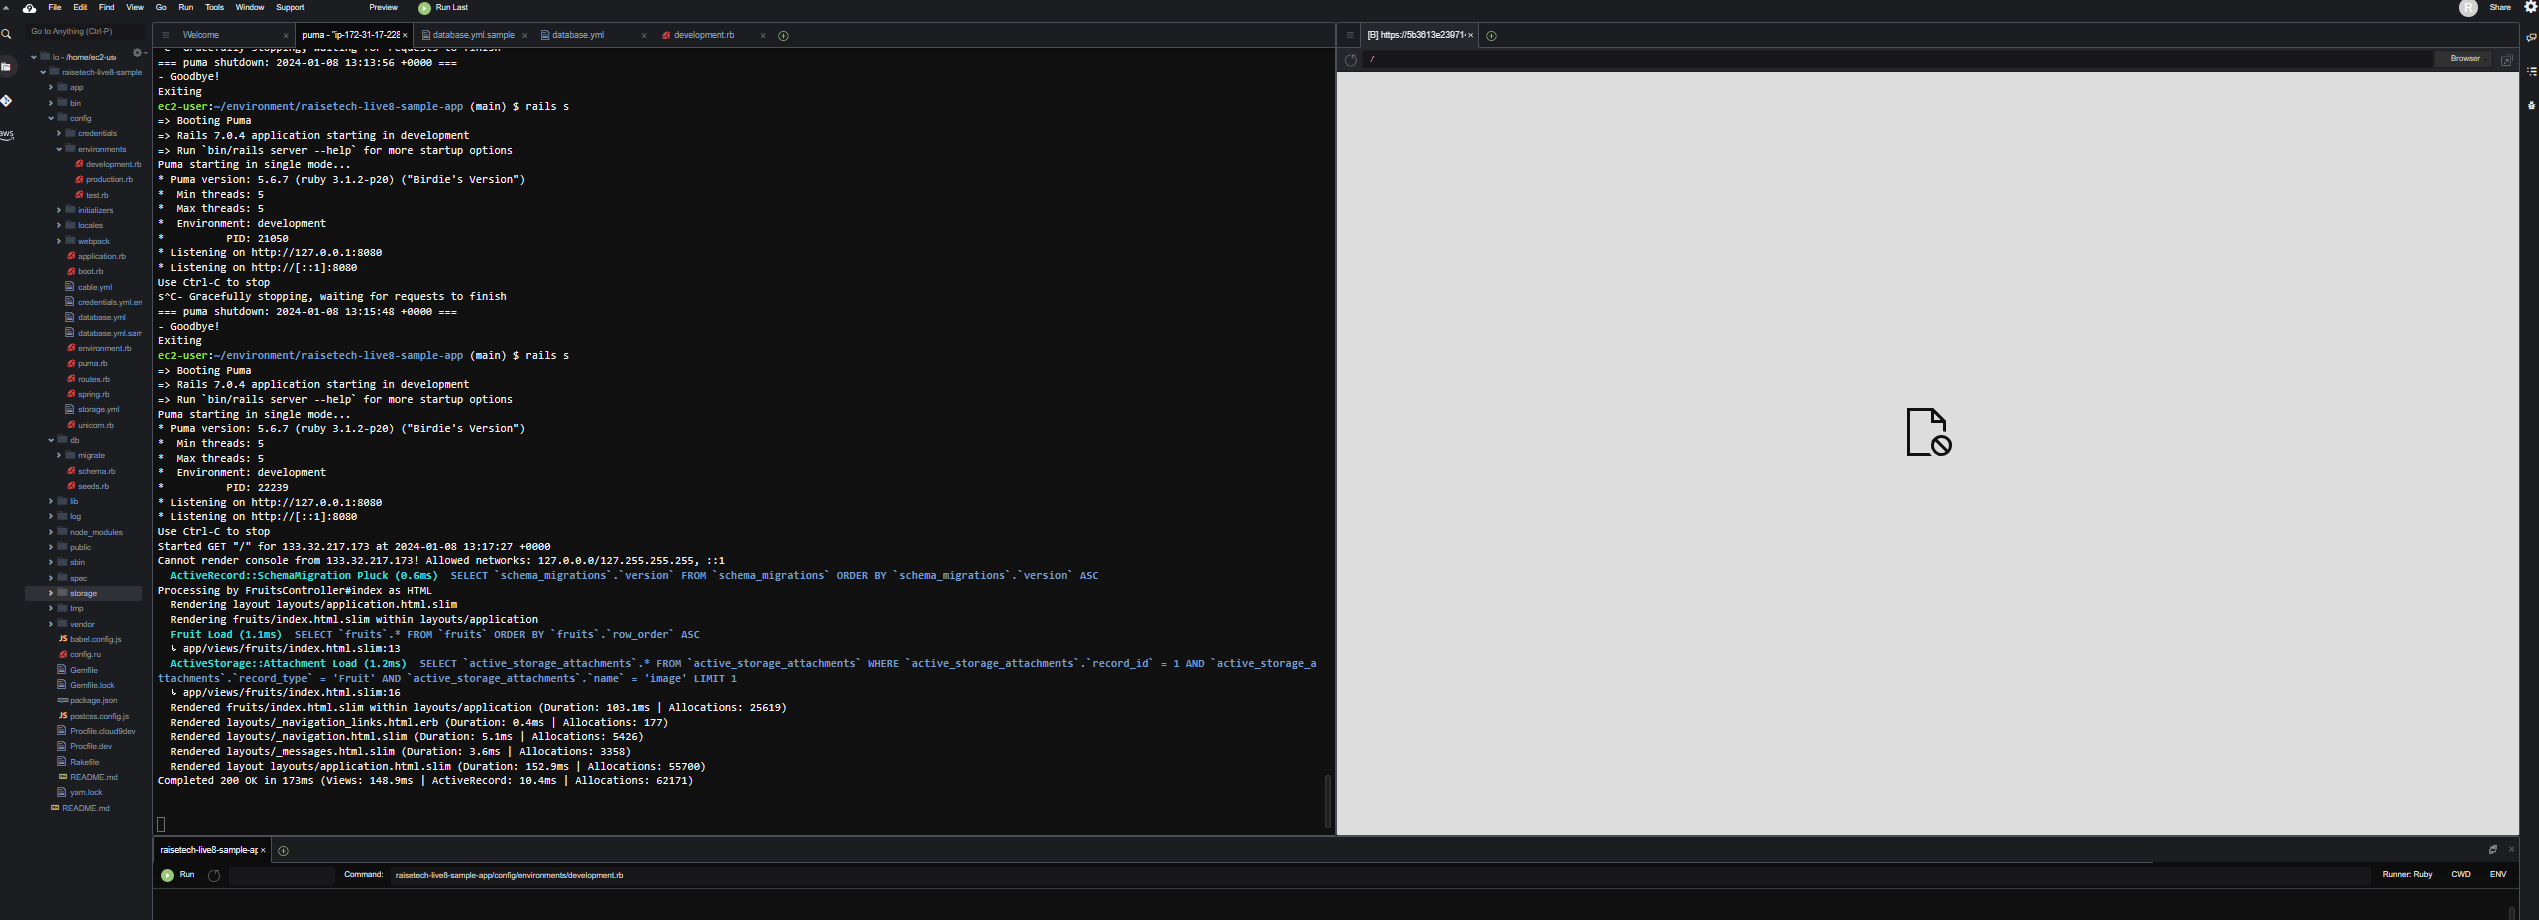 File Edit Find View Go Run Tools Window Support Preview Run Last Share
R
Go to Anything (Ctrl-P)
aws
lo - /home/ec2-us
raisetech-live8-sample
app
bin
config
credentials
environments
development.rb
production.rb
test.rb
initializers
locales
webpack
application.rb
boot.rb
cable.yml
credentials.yml.en
database.yml
database.yml.sam
environment.rb
puma.rb
routes.rb
spring.rb
storage.yml
unicorn.rb
db
migrate
schema.rb
seeds.rb
lib
log
node_modules
public
sbin
spec
storage
tmp
vendor
babel.config.js
config.ru
Gemfile
Gemfile.lock
package.json
postcss.config.js
Procfile.cloud9dev
Procfile.dev
Rakefile
README.md
yarn.lock
README.md
Welcome
puma - "ip-172-31-17-228
database.yml.sample
database.yml
development.rb
^C- Gracefully stopping, waiting for requests to finish
=== puma shutdown: 2024-01-08 13:13:56 +0000 ===
- Goodbye!
Exiting
ec2-user:~/environment/raisetech-live8-sample-app (main) $ rails s
=> Booting Puma
=> Rails 7.0.4 application starting in development
=> Run `bin/rails server --help` for more startup options
Puma starting in single mode...
* Puma version: 5.6.7 (ruby 3.1.2-p20) ("Birdie's Version")
*  Min threads: 5
*  Max threads: 5
*  Environment: development
*          PID: 21050
* Listening on http://127.0.0.1:8080
* Listening on http://[::1]:8080
Use Ctrl-C to stop
s^C- Gracefully stopping, waiting for requests to finish
=== puma shutdown: 2024-01-08 13:15:48 +0000 ===
- Goodbye!
Exiting
ec2-user:~/environment/raisetech-live8-sample-app (main) $ rails s
=> Booting Puma
=> Rails 7.0.4 application starting in development
=> Run `bin/rails server --help` for more startup options
Puma starting in single mode...
* Puma version: 5.6.7 (ruby 3.1.2-p20) ("Birdie's Version")
*  Min threads: 5
*  Max threads: 5
*  Environment: development
*          PID: 22239
* Listening on http://127.0.0.1:8080
* Listening on http://[::1]:8080
Use Ctrl-C to stop
Started GET "/" for 133.32.217.173 at 2024-01-08 13:17:27 +0000
Cannot render console from 133.32.217.173! Allowed networks: 127.0.0.0/127.255.255.255, ::1
ActiveRecord::SchemaMigration Pluck (0.6ms)  SELECT `schema_migrations`.`version` FROM `schema_migrations` ORDER BY `schema_migrations`.`version` ASC
Processing by FruitsController#index as HTML
Rendering layout layouts/application.html.slim
Rendering fruits/index.html.slim within layouts/application
Fruit Load (1.1ms)  SELECT `fruits`.* FROM `fruits` ORDER BY `fruits`.`row_order` ASC
↳ app/views/fruits/index.html.slim:13
ActiveStorage::Attachment Load (1.2ms)  SELECT `active_storage_attachments`.* FROM `active_storage_attachments` WHERE `active_storage_attachments`.`record_id` = 1 AND `active_storage_a
ttachments`.`record_type` = 'Fruit' AND `active_storage_attachments`.`name` = 'image' LIMIT 1
↳ app/views/fruits/index.html.slim:16
Rendered fruits/index.html.slim within layouts/application (Duration: 103.1ms | Allocations: 25619)
Rendered layouts/_navigation_links.html.erb (Duration: 0.4ms | Allocations: 177)
Rendered layouts/_navigation.html.slim (Duration: 5.1ms | Allocations: 5426)
Rendered layouts/_messages.html.slim (Duration: 3.6ms | Allocations: 3358)
Rendered layout layouts/application.html.slim (Duration: 152.9ms | Allocations: 55700)
Completed 200 OK in 173ms (Views: 148.9ms | ActiveRecord: 10.4ms | Allocations: 62171)
[B] https://5b3613e23971
/
Browser
raisetech-live8-sample-ap
Run
Command: raisetech-live8-sample-app/config/environments/development.rb
Runner: Ruby CWD ENV